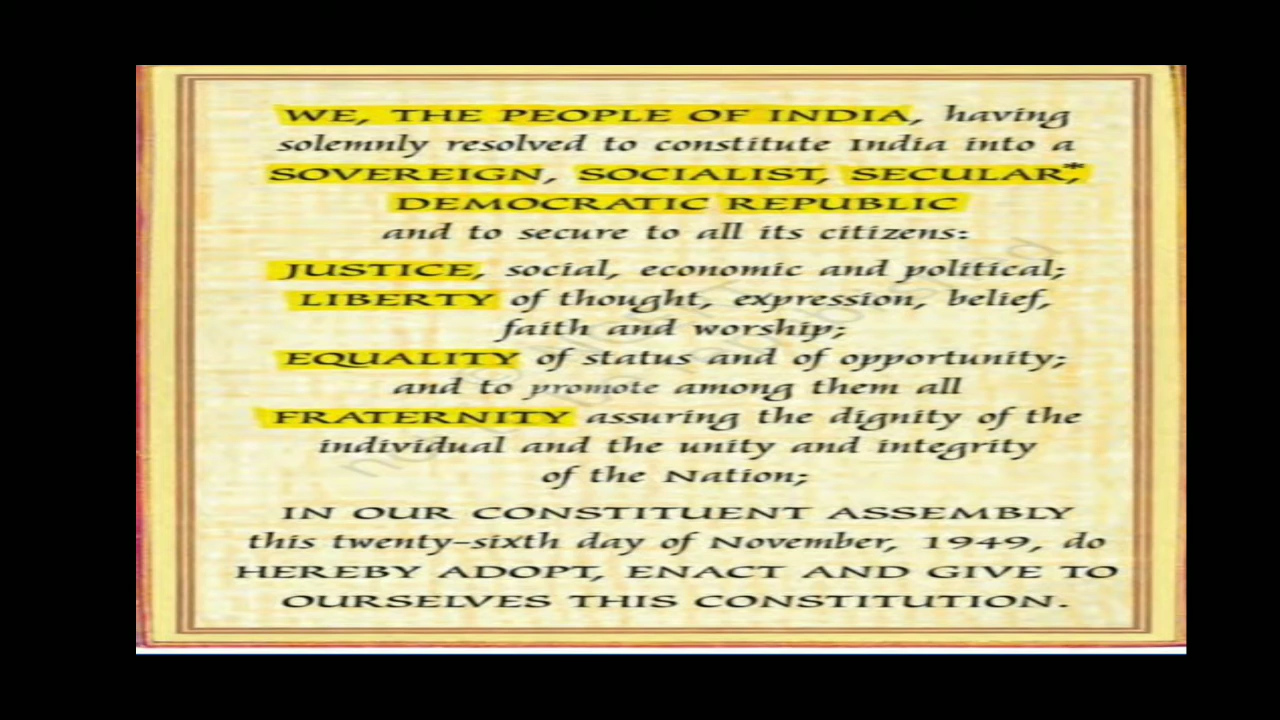 WE, THE PEOPLE OF INDIA, having
solemnly resolved to constitute India into a
SOVEREIGN, SOCIALIST, SECULAR,*
DEMOCRATIC REPUBLIC
and to secure to all its citizens:
JUSTICE, social, economic and political;
LIBERTY of thought, expression, belief,
faith and worship;
EQUALITY of status and of opportunity;
and to promote among them all
FRATERNITY assuring the dignity of the
individual and the unity and integrity
of the Nation;
IN OUR CONSTITUENT ASSEMBLY
this twenty-sixth day of November, 1949, do
HEREBY ADOPT, ENACT AND GIVE TO
OURSELVES THIS CONSTITUTION.